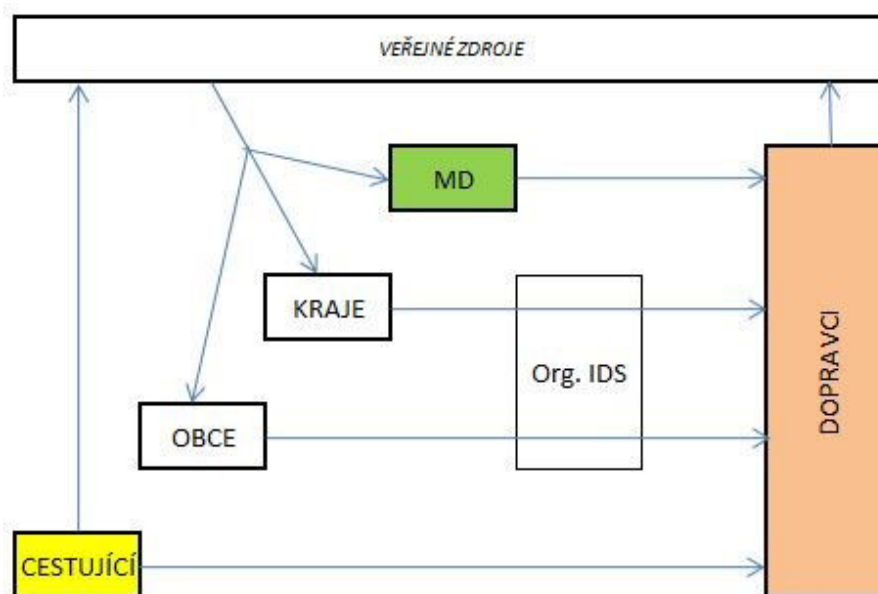 VEŘEJNÉ ZDROJE
MD
KRAJE
Org. IDS
DOPRAVCI
OBCE
CESTUJÍCÍ